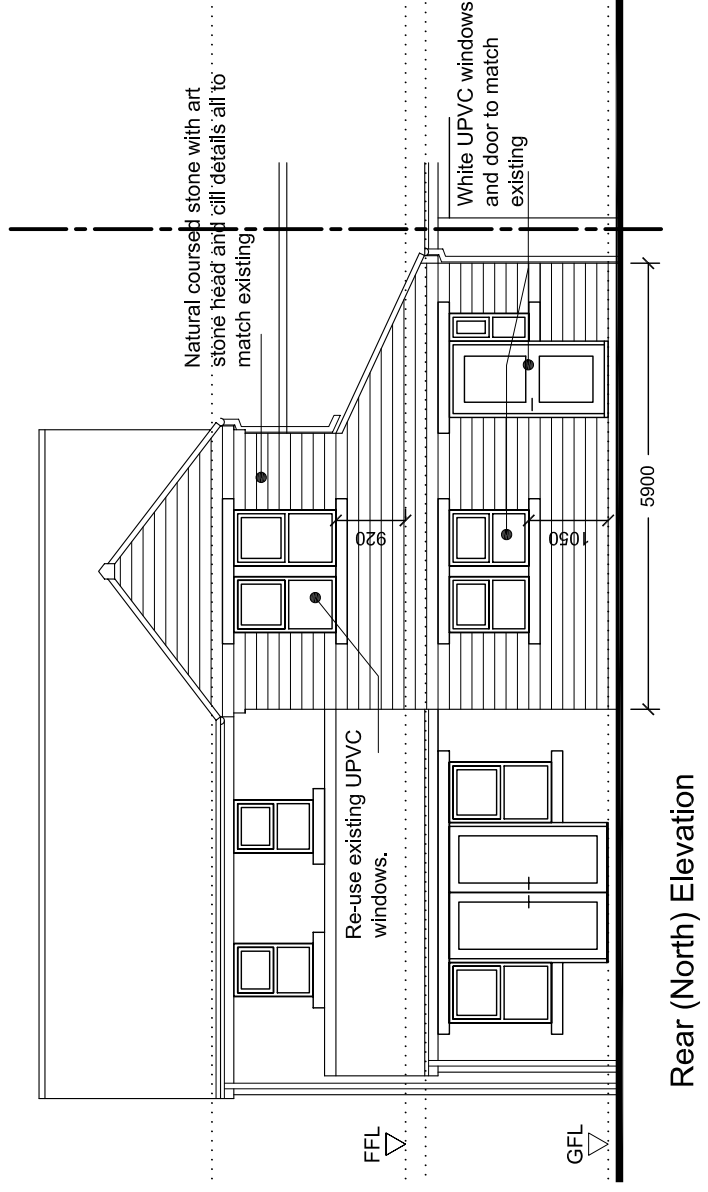 Natural coursed stone with art
stone head and cill details all to
match existing
White UPVC windows
and door to match
existing
Re-use existing UPVC
windows.
920
1050
5900
FFL
GFL
Rear (North) Elevation